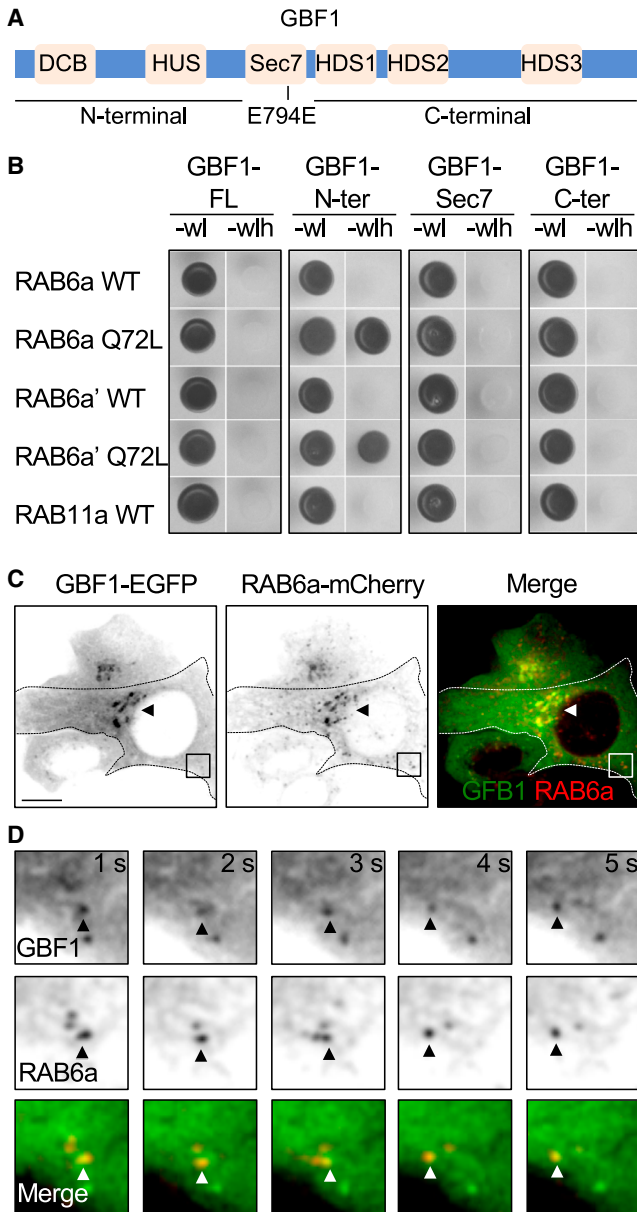 A
GBF1
DCB HUS Sec7 HDS1 HDS2 HDS3
N-terminal E794E C-terminal
B
GBF1-FL GBF1-N-ter GBF1-Sec7 GBF1-C-ter
-wl -wlh -wl -wlh -wl -wlh -wl -wlh
RAB6a WT
RAB6a Q72L
RAB6a' WT
RAB6a' Q72L
RAB11a WT
C
GBF1-EGFP RAB6a-mCherry Merge
GFB1 RAB6a
D
1 s 2 s 3 s 4 s 5 s
GBF1
RAB6a
Merge